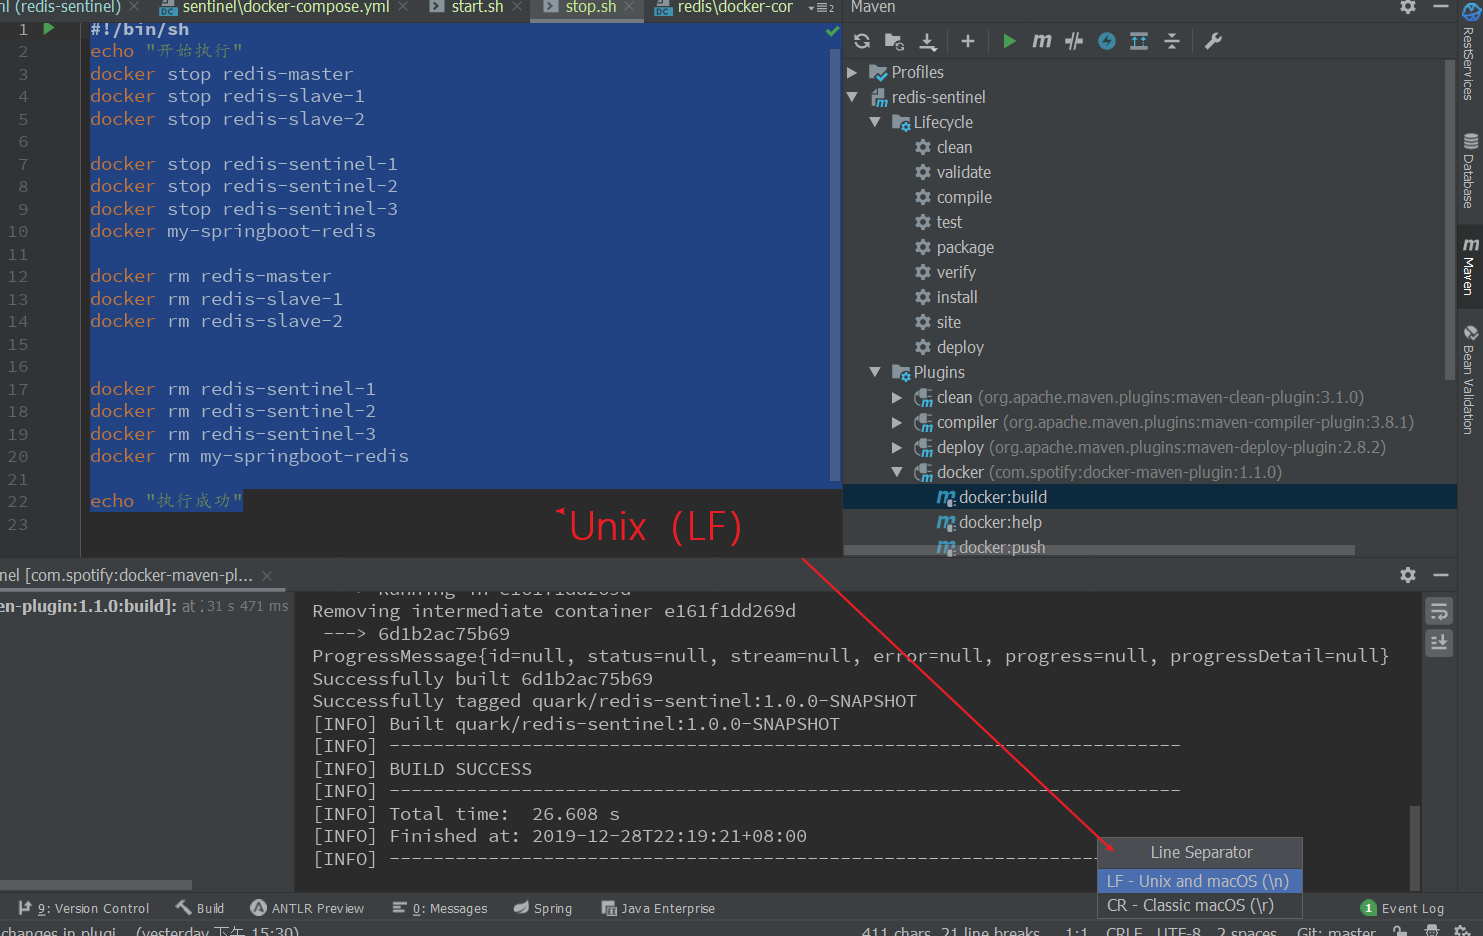 nl (redis-sentinel)
sentinel\docker-compose.yml
start.sh
stop.sh
redis\docker-cor
2
Maven
1 #!/bin/sh
2 echo "开始执行"
3 docker stop redis-master
4 docker stop redis-slave-1
5 docker stop redis-slave-2
6
7 docker stop redis-sentinel-1
8 docker stop redis-sentinel-2
9 docker stop redis-sentinel-3
10 docker my-springboot-redis
11
12 docker rm redis-master
13 docker rm redis-slave-1
14 docker rm redis-slave-2
15
16
17 docker rm redis-sentinel-1
18 docker rm redis-sentinel-2
19 docker rm redis-sentinel-3
20 docker rm my-springboot-redis
21
22 echo "执行成功"
23
Unix (LF)
Profiles
redis-sentinel
Lifecycle
clean
validate
compile
test
package
verify
install
site
deploy
Plugins
clean (org.apache.maven.plugins:maven-clean-plugin:3.1.0)
compiler (org.apache.maven.plugins:maven-compiler-plugin:3.8.1)
deploy (org.apache.maven.plugins:maven-deploy-plugin:2.8.2)
docker (com.spotify:docker-maven-plugin:1.1.0)
docker:build
docker:help
docker:push
RestServices
Database
Maven
Bean Validation
nel [com.spotify:docker-maven-pl...
en-plugin:1.1.0:build]: at 31 s 471 ms
---> Running in e161f1dd269d
Removing intermediate container e161f1dd269d
---> 6d1b2ac75b69
ProgressMessage{id=null, status=null, stream=null, error=null, progress=null, progressDetail=null}
Successfully built 6d1b2ac75b69
Successfully tagged quark/redis-sentinel:1.0.0-SNAPSHOT
[INFO] Built quark/redis-sentinel:1.0.0-SNAPSHOT
[INFO] ------------------------------------------------------------------------
[INFO] BUILD SUCCESS
[INFO] ------------------------------------------------------------------------
[INFO] Total time:  26.608 s
[INFO] Finished at: 2019-12-28T22:19:21+08:00
[INFO] ----------------------------------------------------------------
Line Separator
LF - Unix and macOS (\n)
CR - Classic macOS (\r)
9: Version Control
Build
ANTLR Preview
0: Messages
Spring
Java Enterprise
1 Event Log
changes in plugi... (yesterday 下午 15:30)
411 chars, 21 line breaks
1:1
CRLF
UTF-8
2 spaces
Git: master